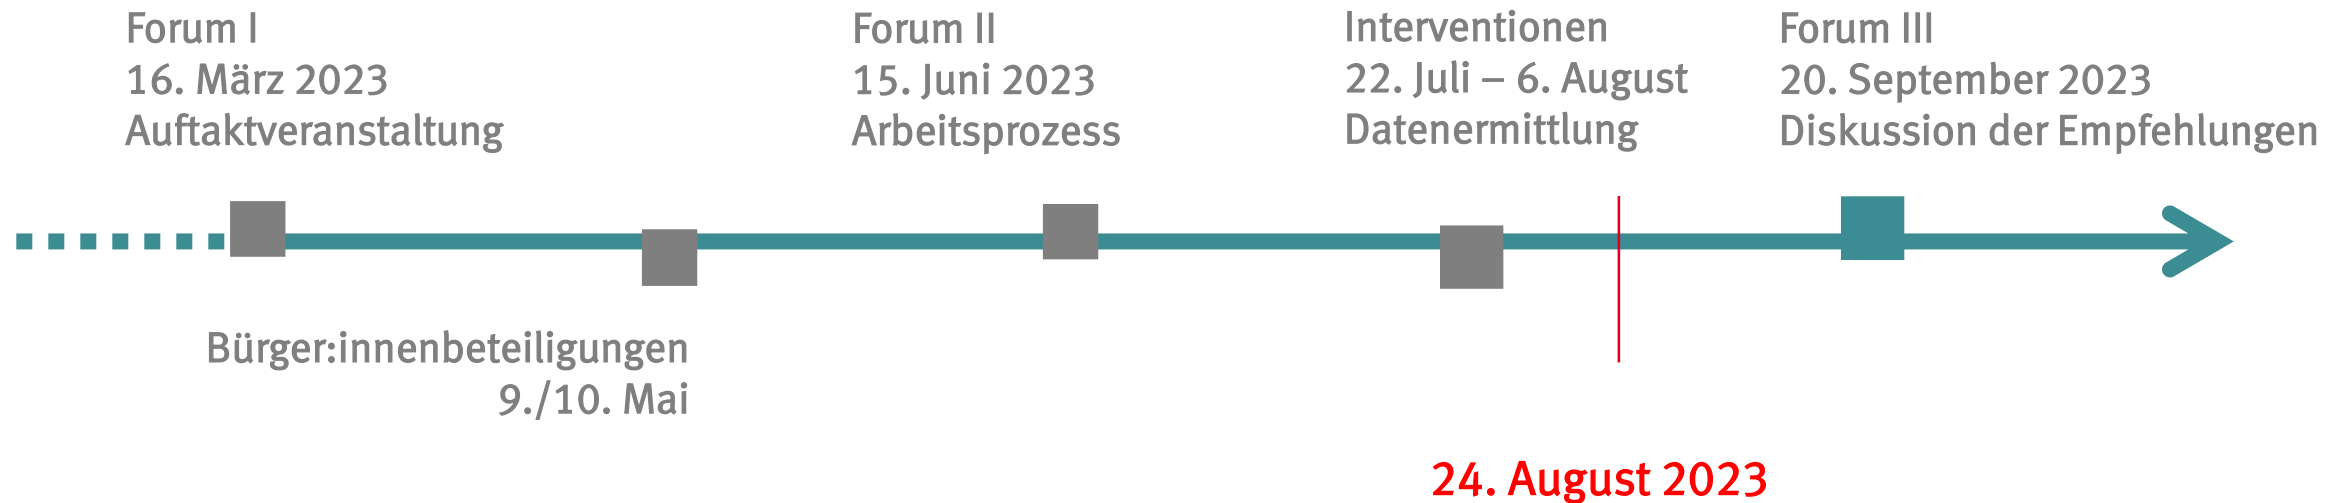 Forum I
16. März 2023
Auftaktveranstaltung
Forum II
15. Juni 2023
Arbeitsprozess
Interventionen
22. Juli – 6. August
Datenermittlung
Forum III
20. September 2023
Diskussion der Empfehlungen
Bürger:innenbeteiligungen
9./10. Mai
24. August 2023